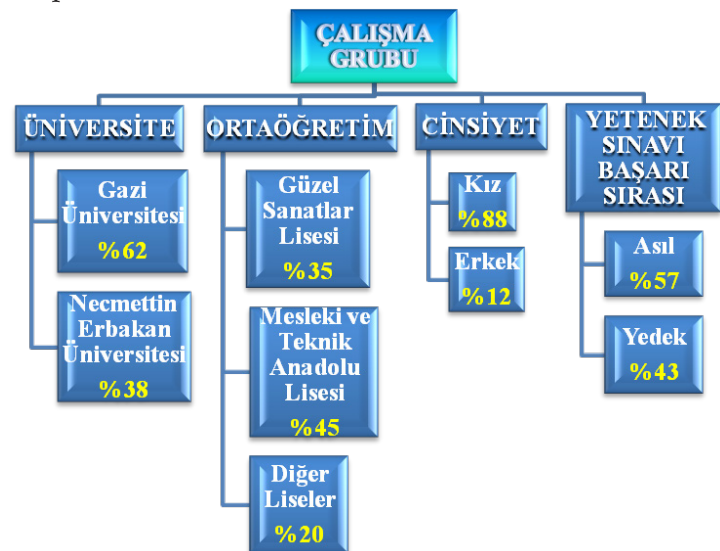 ÇALIŞMA
GRUBU
ÜNİVERSİTE
Gazi
Üniversitesi
%62
Necmettin
Erbakan
Üniversitesi
%38
ORTAÖĞRETİM
Güzel
Sanatlar
Lisesi
%35
Mesleki ve
Teknik
Anadolu
Lisesi
%45
Diğer
Liseler
%20
CİNSİYET
Kız
%88
Erkek
%12
YETENEK
SINAVI
BAŞARI
SIRASI
Asıl
%57
Yedek
%43